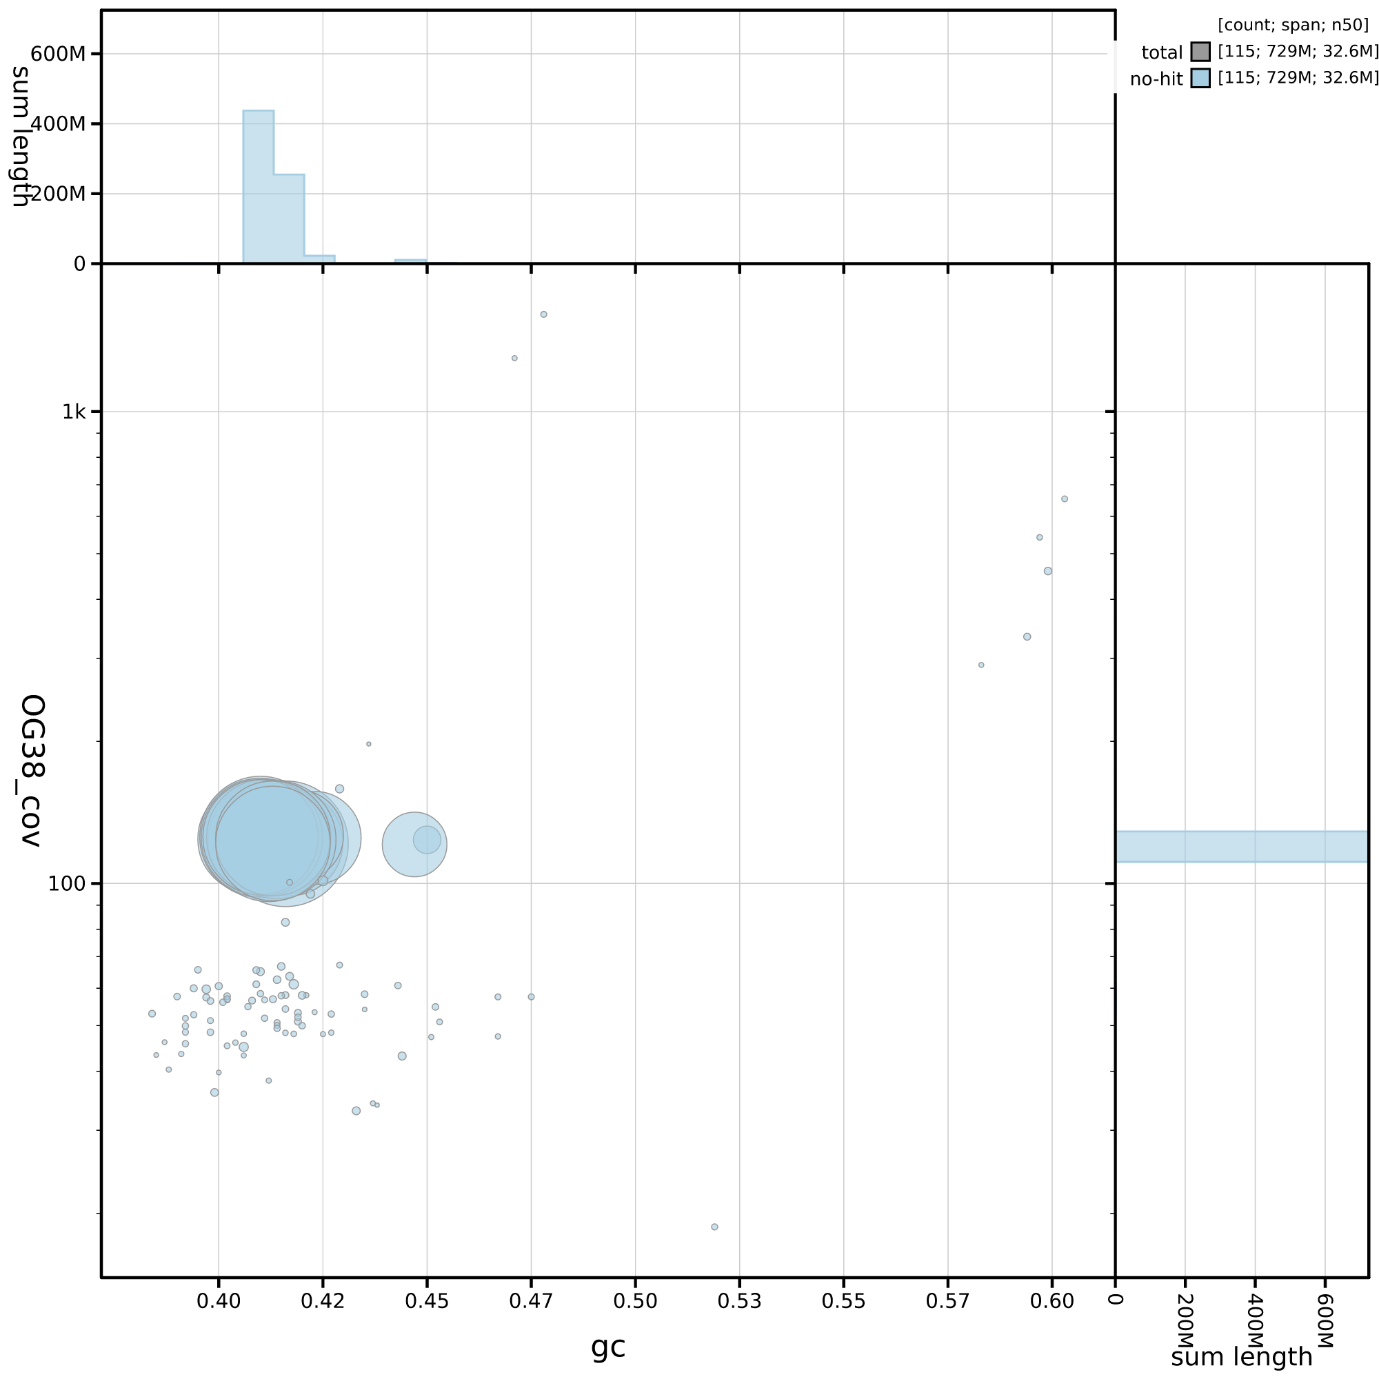 [count; span; n50]
total [115; 729M; 32.6M]
no-hit [115; 729M; 32.6M]
sum length
600M
400M
200M
0
OG38_cov
1k
100
0.40 0.42 0.45 0.47 0.50 0.53 0.55 0.57 0.60
gc
0 200M 400M 600M
sum length